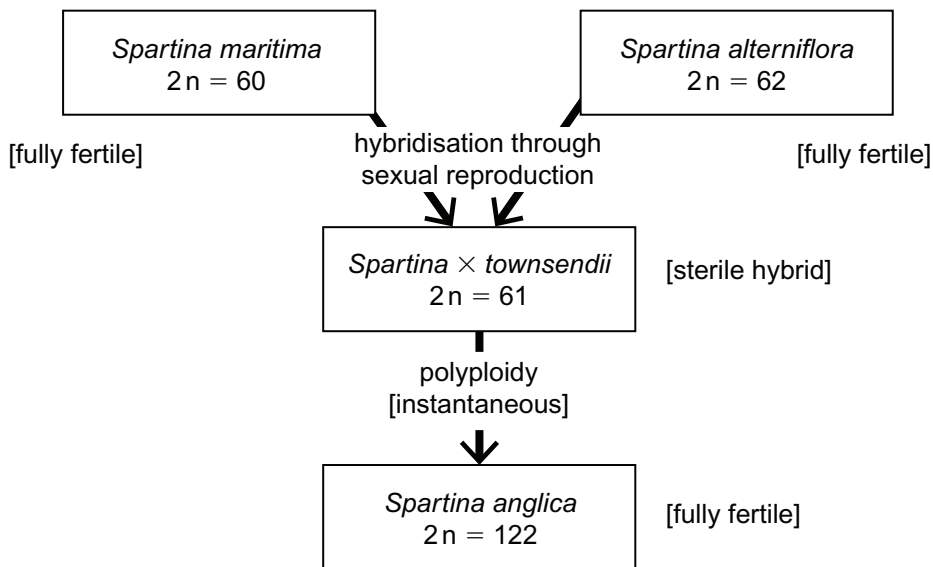 Spartina maritima
2n = 60
Spartina alterniflora
2n = 62
[fully fertile]
hybridisation through
sexual reproduction
[fully fertile]
Spartina × townsendii
2n = 61
[sterile hybrid]
polyploidy
[instantaneous]
Spartina anglica
2n = 122
[fully fertile]